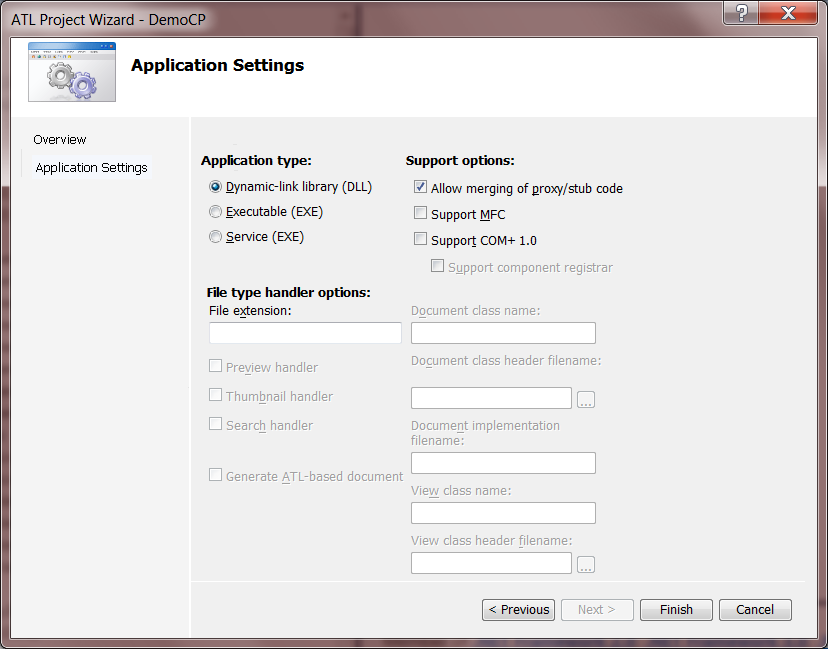 ATL Project Wizard - DemoCP
?
X
Application Settings
Overview
Application Settings
Application type:
Dynamic-link library (DLL)
Executable (EXE)
Service (EXE)
Support options:
Allow merging of proxy/stub code
Support MFC
Support COM+ 1.0
Support component registrar
File type handler options:
File extension:
Preview handler
Thumbnail handler
Search handler
Generate ATL-based document
Document class name:
Document class header filename:
...
Document implementation
filename:
View class name:
View class header filename:
...
< Previous
Next >
Finish
Cancel